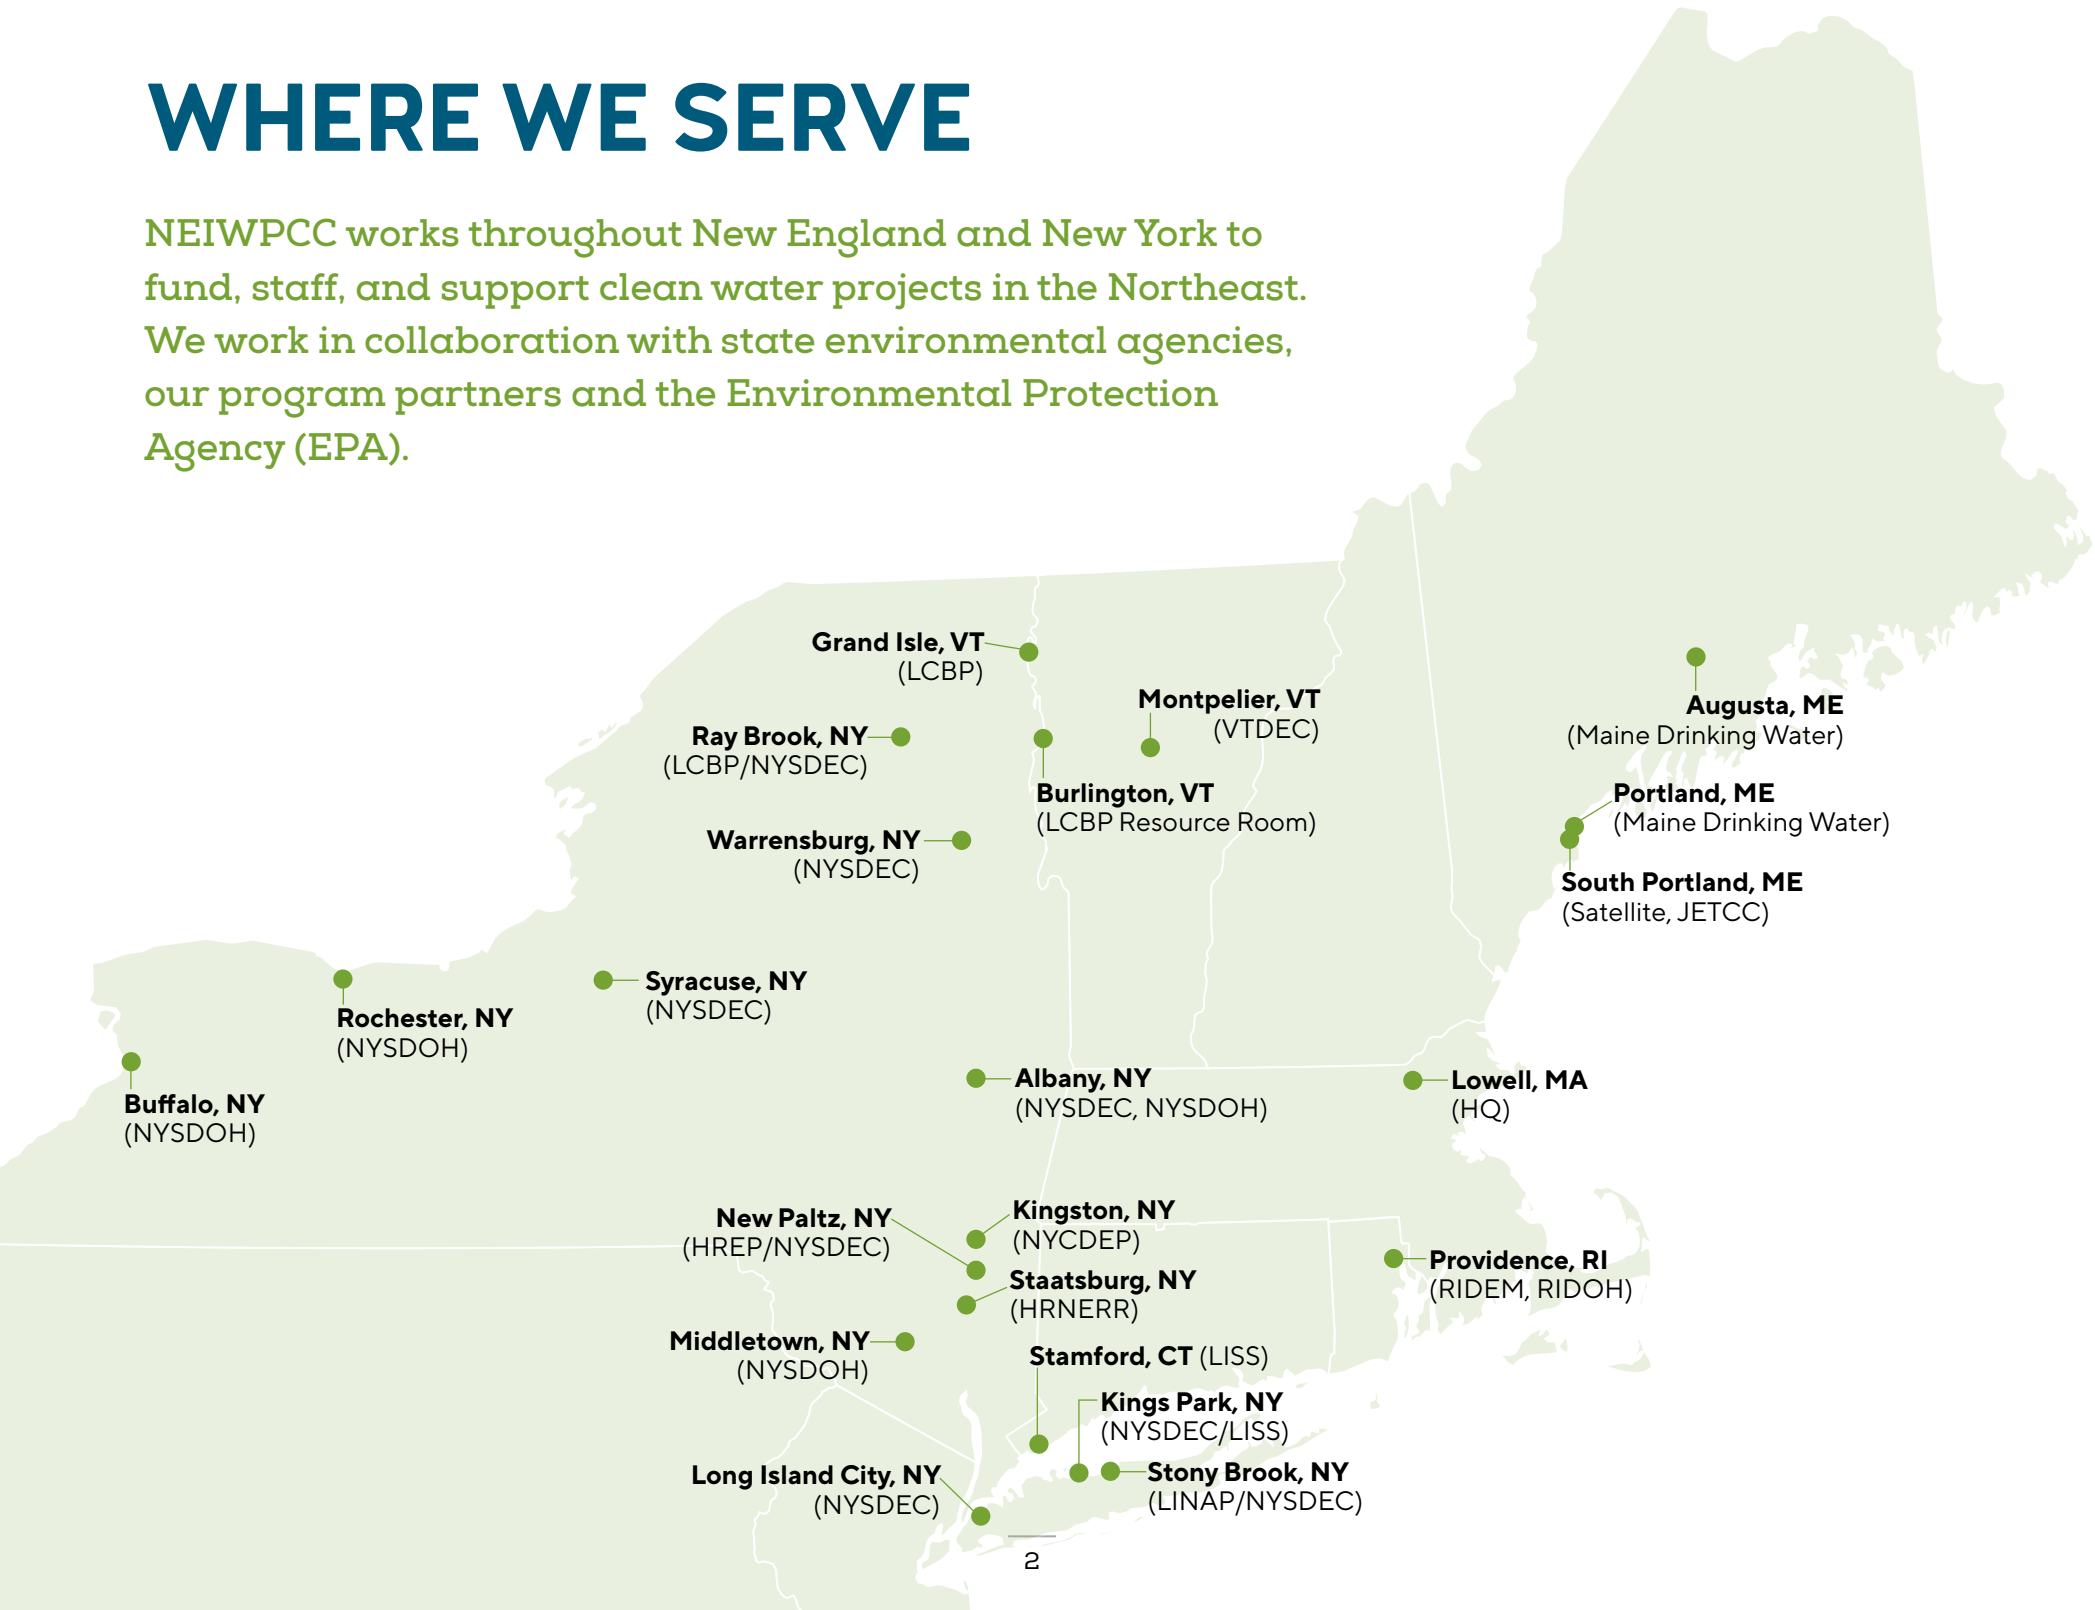 WHERE WE SERVE
NEIWPCC works throughout New England and New York to
fund, staff, and support clean water projects in the Northeast.
We work in collaboration with state environmental agencies,
our program partners and the Environmental Protection
Agency (EPA).
Grand Isle, VT
(LCBP)
Montpelier, VT
(VTDEC)
Augusta, ME
(Maine Drinking Water)
Ray Brook, NY
(LCBP/NYSDEC)
Burlington, VT
(LCBP Resource Room)
Portland, ME
(Maine Drinking Water)
Warrensburg, NY
(NYSDEC)
South Portland, ME
(Satellite, JETCC)
Syracuse, NY
(NYSDEC)
Rochester, NY
(NYSDOH)
Buffalo, NY
(NYSDOH)
Albany, NY
(NYSDEC, NYSDOH)
Lowell, MA
(HQ)
New Paltz, NY
(HREP/NYSDEC)
Kingston, NY
(NYCDEP)
Providence, RI
(RIDEM, RIDOH)
Staatsburg, NY
(HRNERR)
Middletown, NY
(NYSDOH)
Stamford, CT (LISS)
Kings Park, NY
(NYSDEC/LISS)
Long Island City, NY
(NYSDEC)
Stony Brook, NY
(LINAP/NYSDEC)
2